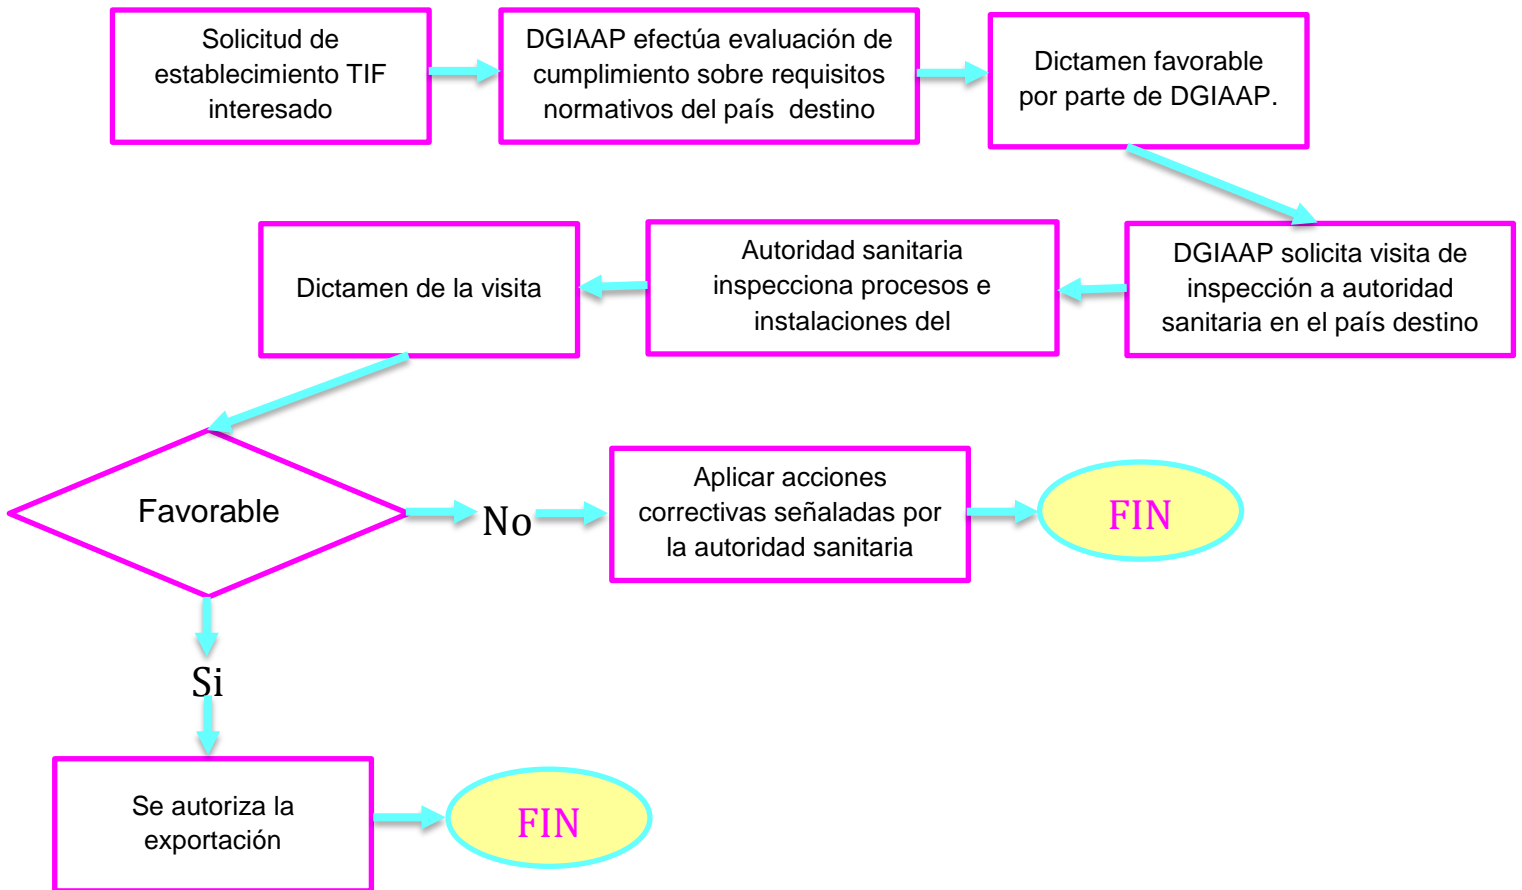 Solicitud de
establecimiento TIF
interesado
DGIAAP efectúa evaluación de
cumplimiento sobre requisitos
normativos del país destino
Dictamen favorable
por parte de DGIAAP.
DGIAAP solicita visita de
inspección a autoridad
sanitaria en el país destino
Autoridad sanitaria
inspecciona procesos e
instalaciones del
Dictamen de la visita
Favorable
No
Aplicar acciones
correctivas señaladas por
la autoridad sanitaria
FIN
Si
Se autoriza la
exportación
FIN